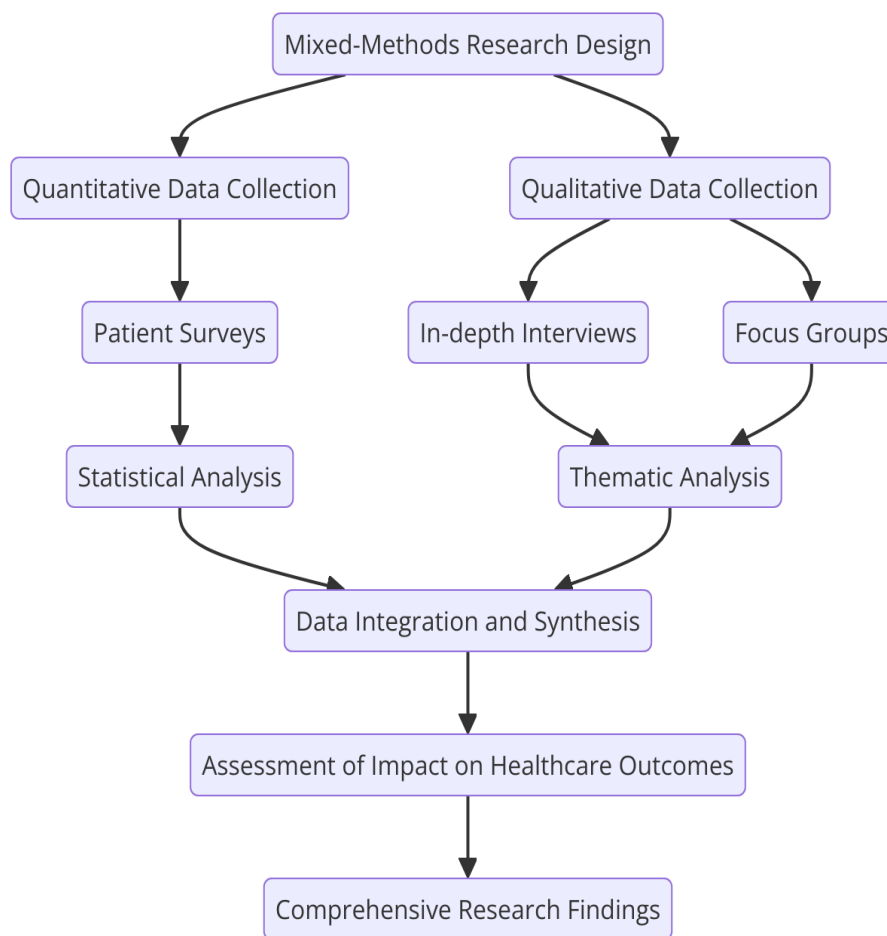 Mixed-Methods Research Design
Quantitative Data Collection
Qualitative Data Collection
Patient Surveys
In-depth Interviews
Focus Groups
Statistical Analysis
Thematic Analysis
Data Integration and Synthesis
Assessment of Impact on Healthcare Outcomes
Comprehensive Research Findings